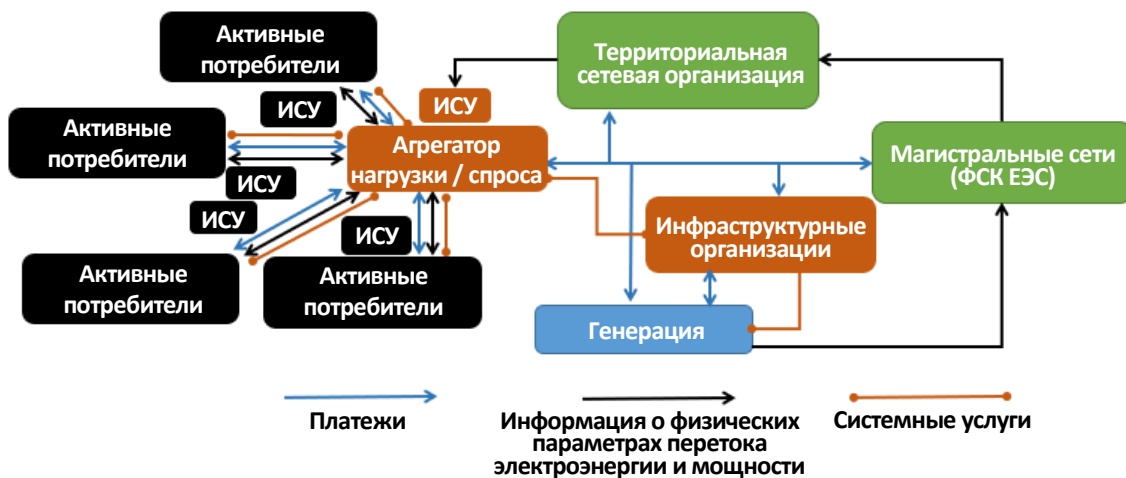 Активные
потребители
Территориальная
сетевая организация
ИСУ
ИСУ
Активные
потребители
Агрегатор
нагрузки / спроса
Магистральные сети
(ФСК ЕЭС)
ИСУ
ИСУ
ИСУ
Инфраструктурные
организации
Активные
потребители
Активные
потребители
Генерация
Платежи
Информация о физических
параметрах перетока
электроэнергии и мощности
Системные услуги